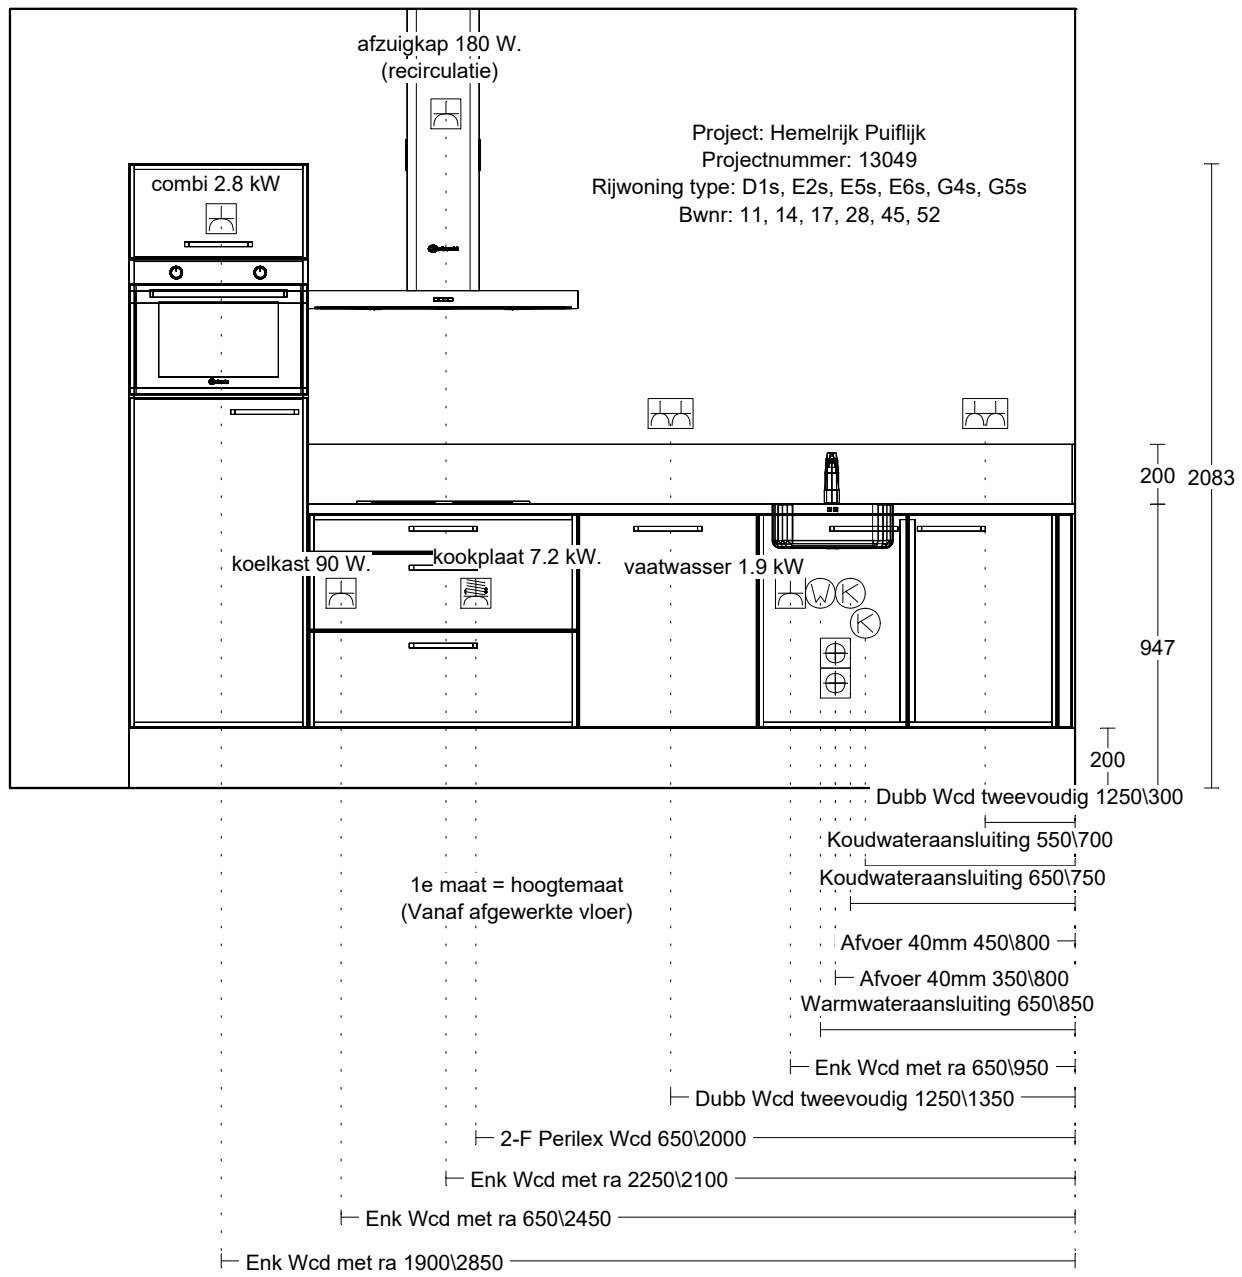 afzuigkap 180 W.
(recirculatie)
Project: Hemelrijk Puiflijk
Projectnummer: 13049
Rijwoning type: D1s, E2s, E5s, E6s, G4s, G5s
Bwnr: 11, 14, 17, 28, 45, 52
combi 2.8 kW
200
2083
koelkast 90 W.
kookplaat 7.2 kW.
vaatwasser 1.9 kW
W
K
K
947
200
Dubb Wcd tweevoudig 1250\300
Koudwateraansluiting 550\700
Koudwateraansluiting 650\750
1e maat = hoogtemaat
(Vanaf afgewerkte vloer)
Afvoer 40mm 450\800
Afvoer 40mm 350\800
Warmwateraansluiting 650\850
Enk Wcd met ra 650\950
Dubb Wcd tweevoudig 1250\1350
2-F Perilex Wcd 650\2000
Enk Wcd met ra 2250\2100
Enk Wcd met ra 650\2450
Enk Wcd met ra 1900\2850